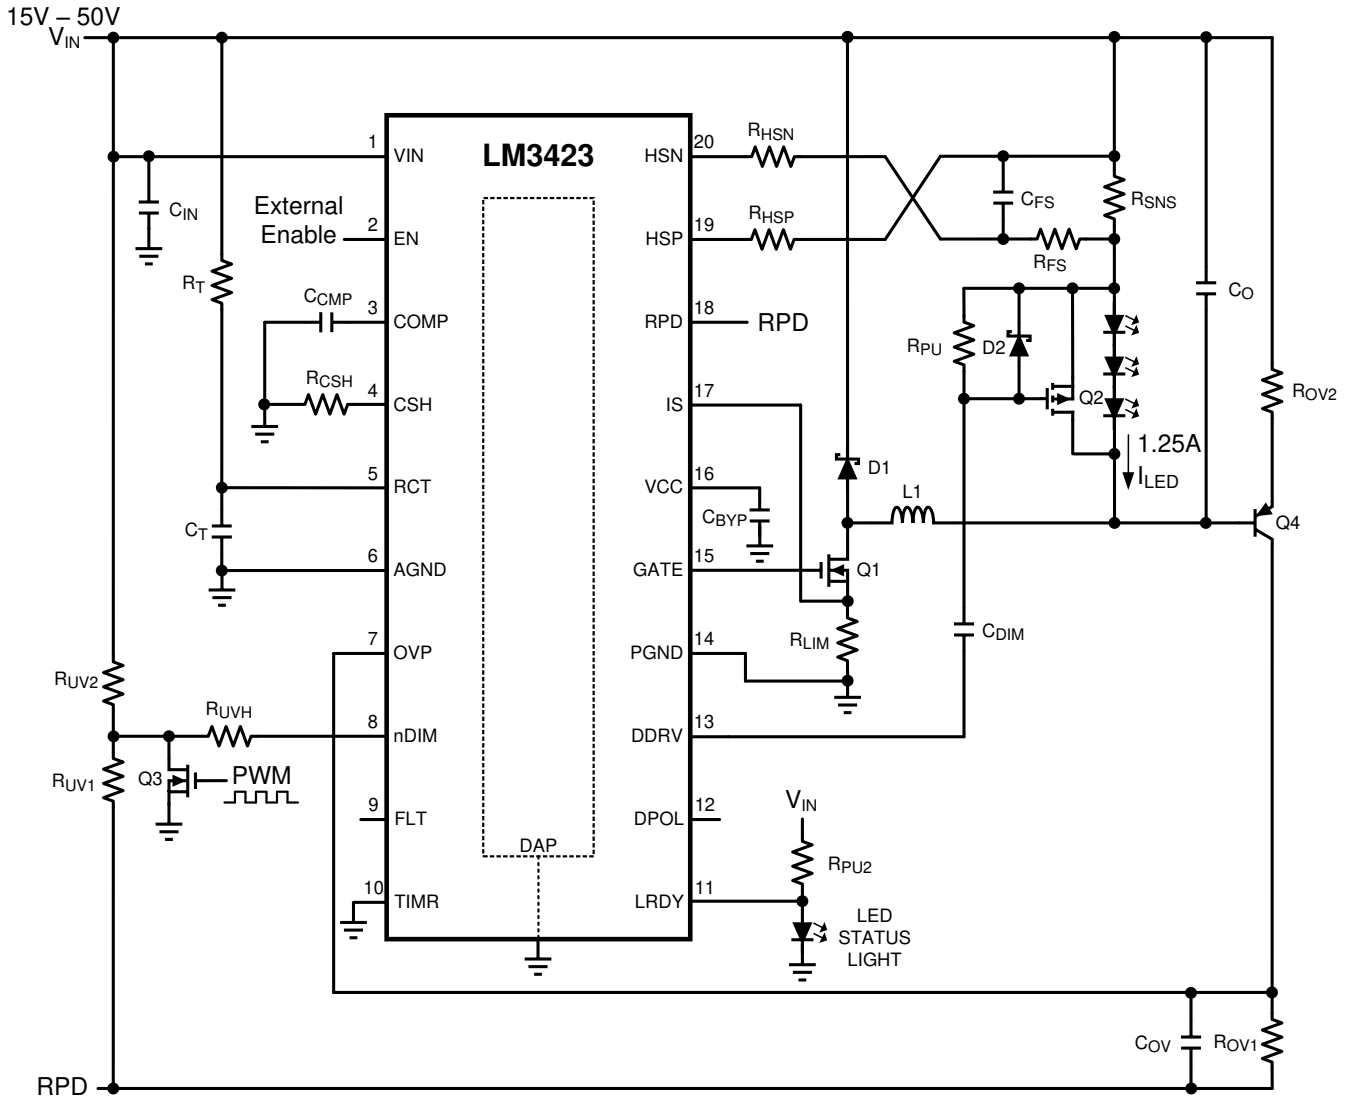 15V – 50V
VIN
LM3423
1
VIN
HSN
20
RHSN
CIN
CFS
RSNS
External
Enable
2
EN
HSP
19
RHSP
RFS
RT
CCMP
3
COMP
RPD
18
RPD
CO
RPU
D2
Q2
ROV2
RCSH
4
CSH
IS
17
1.25A
ILED
D1
5
RCT
VCC
16
L1
CT
CBYP
Q4
6
AGND
GATE
15
Q1
CDIM
7
OVP
PGND
14
RLIM
RUV2
RUVH
8
nDIM
DDRV
13
RUV1
Q3
PWM
9
FLT
DPOL
12
VIN
DAP
RPU2
10
TIMR
LRDY
11
LED
STATUS
LIGHT
COV
ROV1
RPD